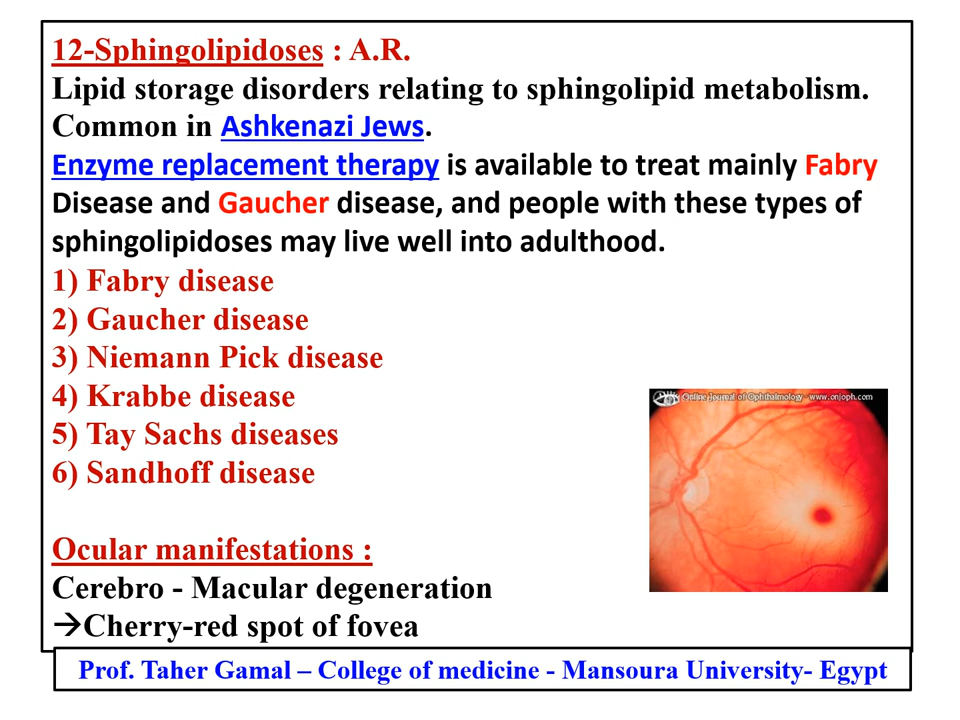 12-Sphingolipidoses : A.R.
Lipid storage disorders relating to sphingolipid metabolism.
Common in Ashkenazi Jews.
Enzyme replacement therapy is available to treat mainly Fabry
Disease and Gaucher disease, and people with these types of
sphingolipidoses may live well into adulthood.
1) Fabry disease
2) Gaucher disease
3) Niemann Pick disease
4) Krabbe disease
5) Tay Sachs diseases
6) Sandhoff disease
Online Journal of Ophthalmology - www.onjoph.com
Ocular manifestations :
Cerebro - Macular degeneration
→Cherry-red spot of fovea
Prof. Taher Gamal – College of medicine - Mansoura University- Egypt